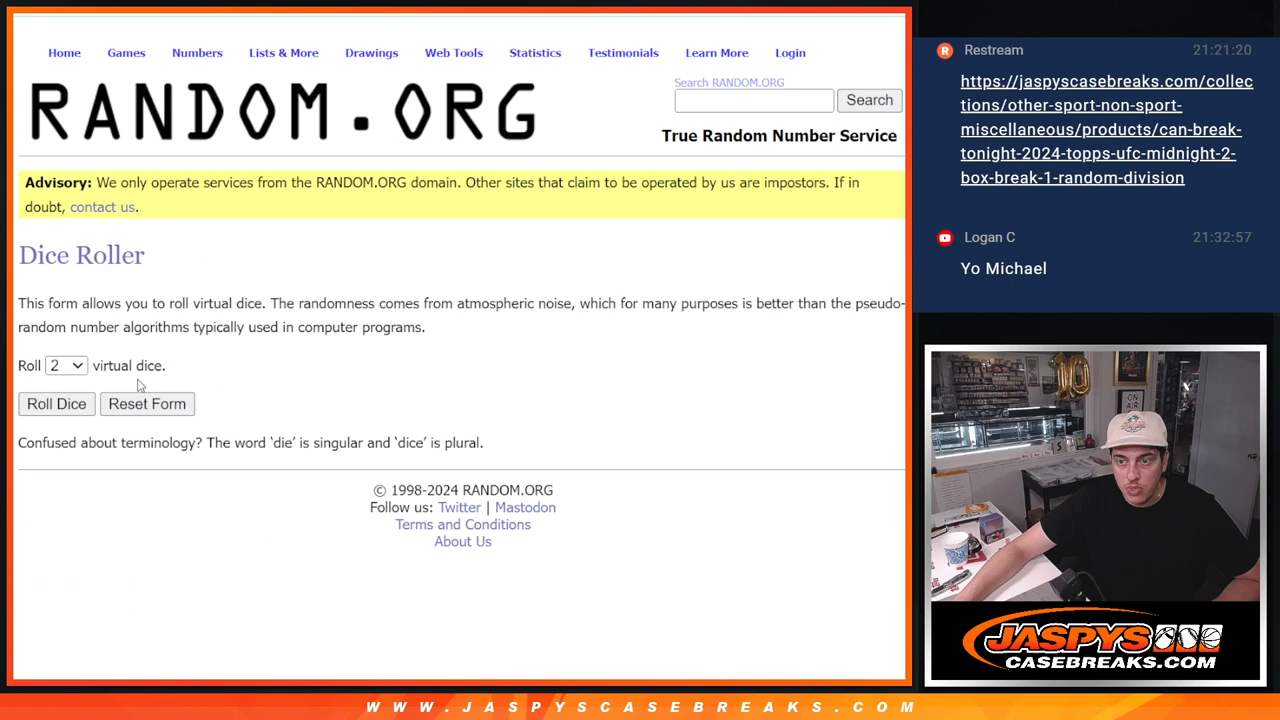 Home Games Numbers Lists & More Drawings Web Tools Statistics Testimonials Learn More Login
RANDOM.ORG
Search RANDOM.ORG
Search
True Random Number Service
Advisory: We only operate services from the RANDOM.ORG domain. Other sites that claim to be operated by us are impostors. If in
doubt, contact us.
Dice Roller
This form allows you to roll virtual dice. The randomness comes from atmospheric noise, which for many purposes is better than the pseudo-
random number algorithms typically used in computer programs.
Roll 2 virtual dice.
Roll Dice Reset Form
Confused about terminology? The word ‘die’ is singular and ‘dice’ is plural.
© 1998-2024 RANDOM.ORG
Follow us: Twitter | Mastodon
Terms and Conditions
About Us
Restream 21:21:20
https://jaspyscasebreaks.com/collec
tions/other-sport-non-sport-
miscellaneous/products/can-break-
tonight-2024-topps-ufc-midnight-2-
box-break-1-random-division
Logan C 21:32:57
Yo Michael
10
ON
AIR
JASPYS
CASEBREAKS.COM
WWW.JASPYSCASEBREAKS.COM